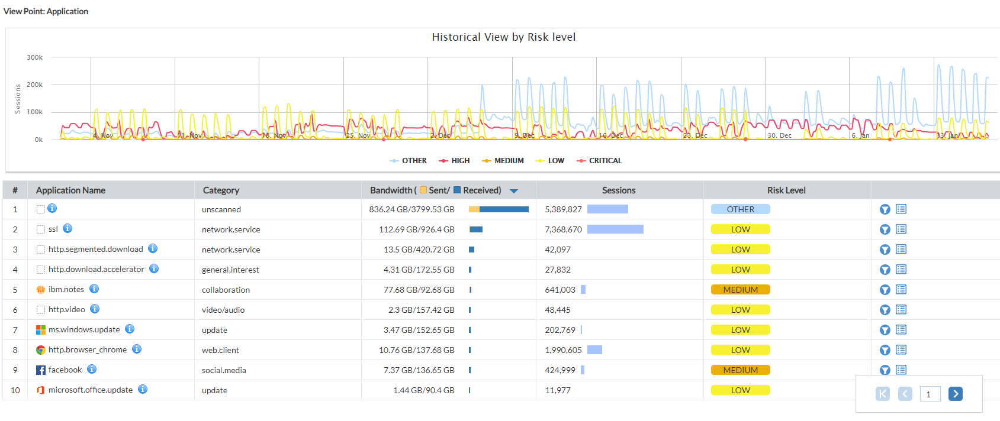 View Point: Application
Historical View by Risk level
300k
200k
100k
0k
Sessions
4. Nov
11. Nov
18. Nov
25. Nov
2. Dec
9. Dec
16. Dec
23. Dec
30. Dec
6. Jan
13. Jan
OTHER HIGH MEDIUM LOW CRITICAL
# Application Name Category Bandwidth ( Sent/ Received) Sessions Risk Level
1 unscanned 836.24 GB/3799.53 GB 5,389,827 OTHER
2 ssl network.service 112.69 GB/926.4 GB 7,368,670 LOW
3 http.segmented.download network.service 13.5 GB/420.72 GB 42,097 LOW
4 http.download.accelerator general.interest 4.31 GB/172.55 GB 27,832 LOW
5 ibm.notes collaboration 77.68 GB/92.68 GB 641,003 MEDIUM
6 http.video video/audio 2.3 GB/157.42 GB 48,445 LOW
7 ms.windows.update update 3.47 GB/152.65 GB 202,769 LOW
8 http.browser_chrome web.client 10.76 GB/137.68 GB 1,990,605 LOW
9 facebook social.media 7.37 GB/136.65 GB 424,999 MEDIUM
10 microsoft.office.update update 1.44 GB/90.4 GB 11,977 LOW
1